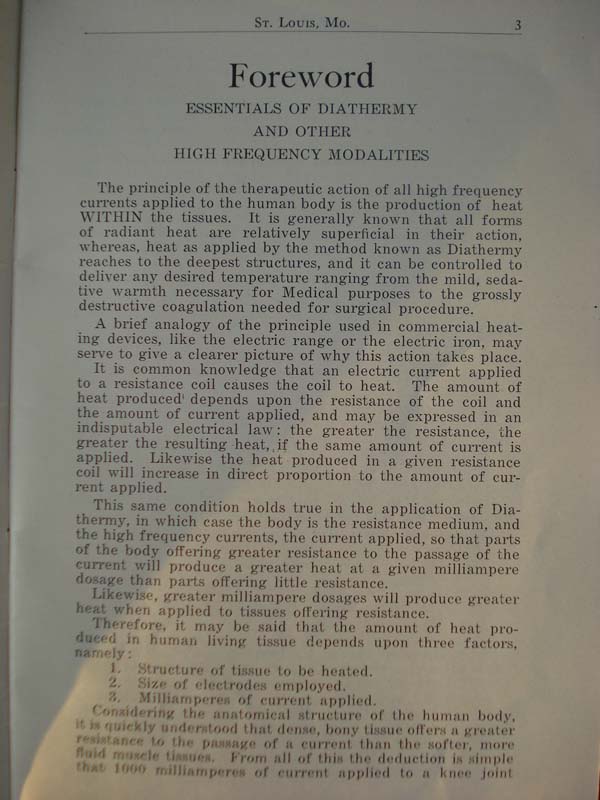 St. Louis, Mo. 3
Foreword
ESSENTIALS OF DIATHERMY
AND OTHER
HIGH FREQUENCY MODALITIES
The principle of the therapeutic action of all high frequency
currents applied to the human body is the production of heat
WITHIN the tissues. It is generally known that all forms
of radiant heat are relatively superficial in their action,
whereas, heat as applied by the method known as Diathermy
reaches to the deepest structures, and it can be controlled to
deliver any desired temperature ranging from the mild, seda-
tive warmth necessary for Medical purposes to the grossly
destructive coagulation needed for surgical procedure.
A brief analogy of the principle used in commercial heat-
ing devices, like the electric range or the electric iron, may
serve to give a clearer picture of why this action takes place.
It is common knowledge that an electric current applied
to a resistance coil causes the coil to heat. The amount of
heat produced depends upon the resistance of the coil and
the amount of current applied, and may be expressed in an
indisputable electrical law: the greater the resistance, the
greater the resulting heat, if the same amount of current is
applied. Likewise the heat produced in a given resistance
coil will increase in direct proportion to the amount of cur-
rent applied.
This same condition holds true in the application of Dia-
thermy, in which case the body is the resistance medium, and
the high frequency currents, the current applied, so that parts
of the body offering greater resistance to the passage of the
current will produce a greater heat at a given milliampere
dosage than parts offering little resistance.
Likewise, greater milliampere dosages will produce greater
heat when applied to tissues offering resistance.
Therefore, it may be said that the amount of heat pro-
duced in human living tissue depends upon three factors,
namely:
1. Structure of tissue to be heated.
2. Size of electrodes employed.
3. Milliamperes of current applied.
Considering the anatomical structure of the human body,
it is quickly understood that dense, bony tissue offers a greater
resistance to the passage of a current than the softer, more
fluid muscle tissues. From all of this the deduction is simple
that 1000 milliamperes of current applied to a knee joint